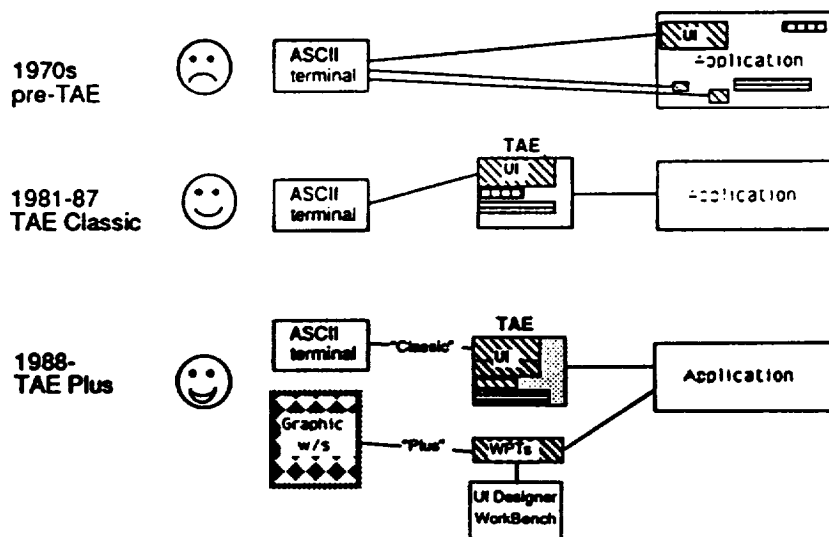 1970s
pre-TAE
ASCII
terminal
UI
Application
1981-87
TAE Classic
ASCII
terminal
TAE
UI
Application
1988-
TAE Plus
ASCII
terminal
"Classic"
TAE
UI
Application
Graphic
w/s
"Plus"
WPTs
UI Designer
WorkBench